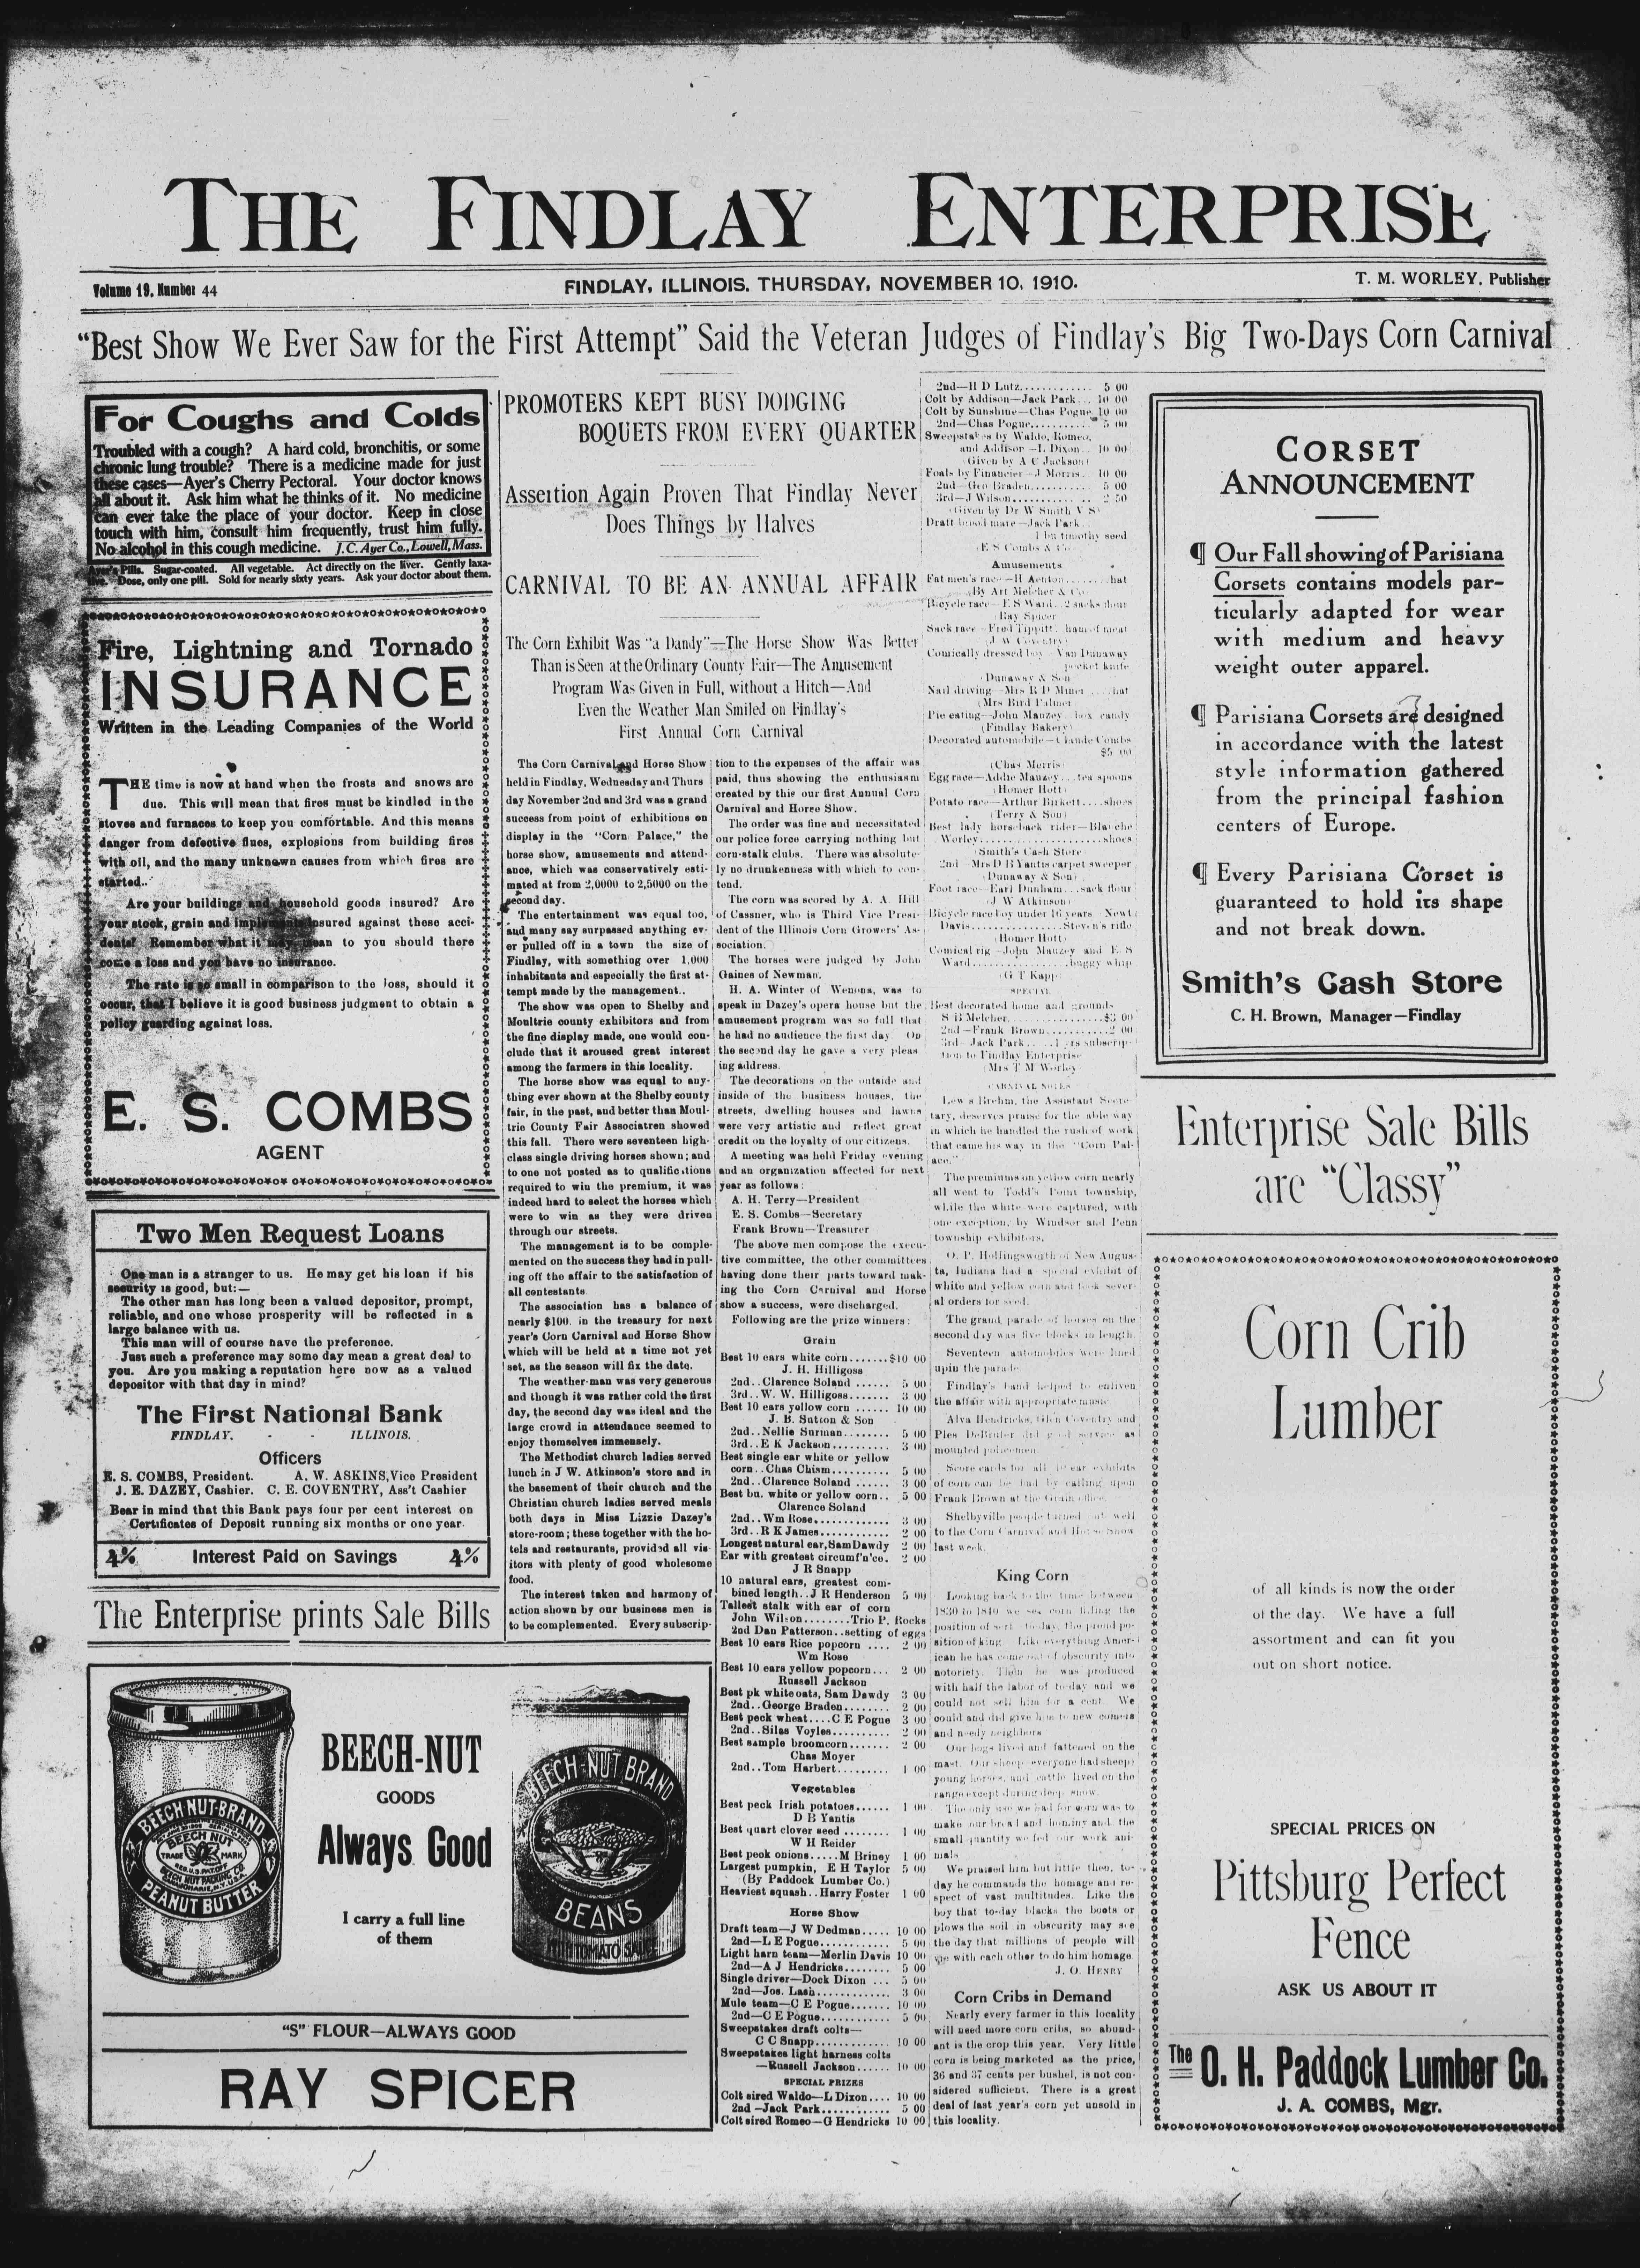 THE FINDLAY ENTERPRISE
Volume 19, Number 44
FINDLAY, ILLINOIS. THURSDAY, NOVEMBER 10, 1910.
T. M. WORLEY, Publisher
"Best Show We Ever Saw for the First Attempt" Said the Veteran Judges of Findlay's Big Two-Days Corn Carnival
For Coughs and Colds
Troubled with a cough? A hard cold, bronchitis, or some
chronic lung trouble? There is a medicine made for just
these cases—Ayer's Cherry Pectoral. Your doctor knows
all about it. Ask him what he thinks of it. No medicine
can ever take the place of your doctor. Keep in close
touch with him, consult him frequently, trust him fully.
No alcohol in this cough medicine. J. C. Ayer Co., Lowell, Mass.
Ayer's Pills. Sugar-coated. All vegetable. Act directly on the liver. Gently laxa-
tive. Dose, only one pill. Sold for nearly sixty years. Ask your doctor about them.
Fire, Lightning and Tornado
INSURANCE
Written in the Leading Companies of the World
THE time is now at hand when the frosts and snows are
due. This will mean that fires must be kindled in the
stoves and furnaces to keep you comfortable. And this means
danger from defective flues, explosions from building fires
with oil, and the many unknown causes from which fires are
started..
Are your buildings and household goods insured? Are
your stock, grain and implements insured against these acci-
dents? Remember what it may mean to you should there
come a loss and you have no insurance.
The rate is so small in comparison to the loss, should it
occur, that I believe it is good business judgment to obtain a
policy guarding against loss.
E. S. COMBS
AGENT
Two Men Request Loans
One man is a stranger to us. He may get his loan if his
security is good, but:—
The other man has long been a valued depositor, prompt,
reliable, and one whose prosperity will be reflected in a
large balance with us.
This man will of course have the preference.
Just such a preference may some day mean a great deal to
you. Are you making a reputation here now as a valued
depositor with that day in mind?
The First National Bank
FINDLAY, - - ILLINOIS.
Officers
E. S. COMBS, President. A. W. ASKINS, Vice President
J. E. DAZEY, Cashier. C. E. COVENTRY, Ass't Cashier
Bear in mind that this Bank pays four per cent interest on
Certificates of Deposit running six months or one year.
4% Interest Paid on Savings 4%
The Enterprise prints Sale Bills
BEECH-NUT BRAND
BEECH NUT
TRADE MARK
BEECH NUT PACKING CO.
PEANUT BUTTER
BEECH-NUT
GOODS
Always Good
I carry a full line
of them
BEECH-NUT BRAND
BEANS
WITH TOMATO SAUCE
"S" FLOUR—ALWAYS GOOD
RAY SPICER
PROMOTERS KEPT BUSY DODGING
BOQUETS FROM EVERY QUARTER
Assertion Again Proven That Findlay Never
Does Things by Halves
CARNIVAL TO BE AN ANNUAL AFFAIR
The Corn Exhibit Was "a Dandy"—The Horse Show Was Better
Than is Seen at the Ordinary County Fair—The Amusement
Program Was Given in Full, without a Hitch—And
Even the Weather Man Smiled on Findlay's
First Annual Corn Carnival
The Corn Carnival and Horse Show
held in Findlay, Wednesday and Thurs
day November 2nd and 3rd was a grand
success from point of exhibitions on
display in the "Corn Palace," the
horse show, amusements and attend-
ance, which was conservatively esti-
mated at from 2,0000 to 2,5000 on the
second day.
The entertainment was equal too,
and many say surpassed anything ev-
er pulled off in a town the size of
Findlay, with something over 1,000
inhabitants and especially the first at-
tempt made by the management..
The show was open to Shelby and
Moultrie county exhibitors and from
the fine display made, one would con-
clude that it aroused great interest
among the farmers in this locality.
The horse show was equal to any-
thing ever shown at the Shelby county
fair, in the past, and better than Moul-
trie County Fair Associatren showed
this fall. There were seventeen high-
class single driving horses shown; and
to one not posted as to qualifications
required to win the premium, it was
indeed hard to select the horses which
were to win as they were driven
through our streets.
The management is to be comple-
mented on the success they had in pull-
ing off the affair to the satisfaction of
all contestants
The association has a balance of
nearly $100. in the treasury for next
year's Corn Carnival and Horse Show
which will be held at a time not yet
set, as the season will fix the date.
The weather-man was very generous
and though it was rather cold the first
day, the second day was ideal and the
large crowd in attendance seemed to
enjoy themselves immensely.
The Methodist church ladies served
lunch in J W. Atkinson's store and in
the basement of their church and the
Christian church ladies served meals
both days in Miss Lizzie Dazey's
store-room; these together with the ho-
tels and restaurants, provided all vis-
itors with plenty of good wholesome
food.
The interest taken and harmony of
action shown by our business men is
to be complemented. Every subscrip-
tion to the expenses of the affair was
paid, thus showing the enthusiasm
created by this our first Annual Corn
Carnival and Horse Show.
The order was fine and necessitated
our police force carrying nothing but
corn-stalk clubs. There was absolute-
ly no drunkenness with which to con-
tend.
The corn was scored by A. A. Hill
of Cassner, who is Third Vice Presi-
dent of the Illinois Corn Growers' As-
sociation.
The horses were judged by John
Gaines of Newman.
H. A. Winter of Wenona, was to
speak in Dazey's opera house but the
amusement program was so full that
he had no audience the first day. On
the second day he gave a very pleas
ing address.
The decorations on the outside and
inside of the business houses, the
streets, dwelling houses and lawns
were very artistic and reflect great
credit on the loyalty of our citizens.
A meeting was held Friday evening
and an organization affected for next
year as follows:
A. H. Terry—President
E. S. Combs—Secretary
Frank Brown—Treasurer
The above men compose the execu-
tive committee, the other committees
having done their parts toward mak-
ing the Corn Carnival and Horse
show a success, were discharged.
Following are the prize winners:
Grain
Best 10 ears white corn.......$10 00
J. H. Hilligoss
2nd..Clarence Soland ...... 5 00
3rd..W. W. Hilligoss....... 3 00
Best 10 ears yellow corn ...... 10 00
J. B. Sutton & Son
2nd..Nellie Surman........ 5 00
3rd..E K Jackson.......... 3 00
Best single ear white or yellow
corn..Chas Chism.......... 5 00
2nd..Clarence Soland ...... 3 00
Best bu. white or yellow corn.. 5 00
Clarence Soland
2nd..Wm Rose............ 3 00
3rd..R K James........... 2 00
Longest natural ear, Sam Dawdy 2 00
Ear with greatest circumf'n'ce. 2 00
J R Snapp
10 natural ears, greatest com-
bined length..J R Henderson 5 00
Tallest stalk with ear of corn
John Wilson........Trio P. Rocks
2nd Dan Patterson..setting of eggs
Best 10 ears Rice popcorn .... 2 00
Wm Rose
Best 10 ears yellow popcorn... 2 00
Russell Jackson
Best pk white oats, Sam Dawdy 3 00
2nd..George Braden........ 2 00
Best peck wheat....C E Pogue 3 00
2nd..Silas Voyles.......... 2 00
Best sample broomcorn....... 2 00
Chas Moyer
2nd..Tom Harbert......... 1 00
Vegetables
Best peck Irish potatoes...... 1 00
D B Yantis
Best quart clover seed ........ 1 00
W H Reider
Best peok onions.....M Briney 1 00
Largest pumpkin, E H Taylor 5 00
(By Paddock Lumber Co.)
Heaviest squash..Harry Foster 1 00
Horse Show
Draft team—J W Dedman..... 10 00
2nd—L E Pogue............ 5 00
Light harn team—Merlin Davis 10 00
2nd—A J Hendricks........ 5 00
Single driver—Dock Dixon ... 5 00
2nd—Jos. Lash............. 3 00
Mule team—C E Pogue....... 10 00
2nd—C E Pogue............ 5 00
Sweepstakes draft colts—
C C Snapp............. 10 00
Sweepstakes light harness colts
—Russell Jackson...... 10 00
SPECIAL PRIZES
Colt sired Waldo—L Dixon.... 10 00
2nd—Jack Park............ 5 00
Colt sired Romeo—G Hendricks 10 00
2nd—H D Lutz............ 5 00
Colt by Addison—Jack Park... 10 00
Colt by Sunshine—Chas Pogue 10 00
2nd—Chas Pogue.......... 5 00
Sweepstakes by Waldo, Romeo,
and Addisor—L Dixon.. 10 00
(Given by A C Jackson)
Foals by Financier—J Morris.. 10 00
2nd—Geo Braden.......... 5 00
3rd—J Wilson............. 2 50
(Given by Dr W Smith V S)
Draft brood mare—Jack Park..
1 bu timothy seed
(E S Combs & Co.
Amusements
Fat men's race—H Aenton........hat
(By Art Melcher & Co
Bicycle race—E S Ward..2 sacks flour
(Ray Spicer
Sack race—Fred Tippitt..ham of meat
(J W Coventry)
Comically dressed boy—Van Dunaway
pocket knife
(Dunaway & Son
Nail driving—Mrs R D Miner ....hat
(Mrs Bird Palmer
Pie eating—John Mauzey..box candy
(Findlay Bakery)
Decorated automobile—Claude Combs
$5 00
(Chas Merris)
Egg race—Addie Mauzey...tea spoons
(Homer Hott)
Potato race—Arthur Birkett....shoes
(Terry & Son)
Best lady horseback rider—Blanche
Worley..................shoes
(Smith's Cash Store
2nd—Mrs D B Yantis carpet sweeper
(Dunaway & Son)
Foot race—Earl Dunham...sack flour
(J W Atkinson)
Bicycle race boy under 16 years—Newt
Davis...............Steven's rifle
(Homer Hott)
Comical rig—John Mauzey and E. S
Ward................buggy whip
(G T Kapp)
SPECIAL
Best decorated home and grounds—
S B Melcher..............$3 00
2nd—Frank Brown...........2 00
3rd—Jack Park.....1 yrs subscrip-
tion to Findlay Enterprise
(Mrs T M Worley)
CARNIVAL NOTES
Lewis Brehm, the Assistant Secre-
tary, deserves praise for the able way
in which he handled the rush of work
that came his way in the "Corn Pal-
ace."
The premiums on yellow corn nearly
all went to Todd's Point township,
while the white were captured, with
one exception, by Windsor and Penn
township exhibitors.
O. P. Hollingsworth of New Augus-
ta, Indiana had a special exhibit of
white and yellow corn and took sever-
al orders for seed.
The grand parade of horses on the
second day was five blocks in length.
Seventeen automobiles were lined
upin the parade.
Findlay's band helped to enliven
the affair with appropriate music
Alva Hendricks, Glen Coventry and
Ples DeBruler did good service as
mounted policemen.
Score cards for all 10 ear exhibits
of corn can be had by calling upon
Frank Brown at the Grain office.
Shelbyville people turned out well
to the Corn Carnival and Horse Show
last week.
King Corn
Looking back to the time between
1830 to 1840 we see corn filling the
position of serf to-day, the proud po-
sition of king. Like everything Amer-
ican he has come out of obscurity into
notoriety. Then he was produced
with half the labor of to-day and we
could not sell him for a cent. We
could and did give him to new comers
and needy neighbors
Our hogs lived and fattened on the
mast. Our sheep (everyone had sheep)
young horses, and cattle lived on the
range except during deep snow.
The only use we had for corn was to
make our bread and hominy and the
small quantity we fed our work ani-
mals
We praised him but little then, to-
day he commands the homage and re-
spect of vast multitudes. Like the
boy that to-day blacks the boots or
plows the soil in obscurity may see
the day that millions of people will
vie with each other to do him homage.
J. O. HENRY
Corn Cribs in Demand
Nearly every farmer in this locality
will need more corn cribs, so abund-
ant is the crop this year. Very little
corn is being marketed as the price,
36 and 37 cents per bushel, is not con-
sidered sufficient. There is a great
deal of last year's corn yet unsold in
this locality.
CORSET
ANNOUNCEMENT
¶ Our Fall showing of Parisiana
Corsets contains models par-
ticularly adapted for wear
with medium and heavy
weight outer apparel.
¶ Parisiana Corsets are designed
in accordance with the latest
style information gathered
from the principal fashion
centers of Europe.
¶ Every Parisiana Corset is
guaranteed to hold its shape
and not break down.
Smith's Cash Store
C. H. Brown, Manager—Findlay
Enterprise Sale Bills
are "Classy"
Corn Crib
Lumber
of all kinds is now the order
of the day. We have a full
assortment and can fit you
out on short notice.
SPECIAL PRICES ON
Pittsburg Perfect
Fence
ASK US ABOUT IT
The O. H. Paddock Lumber Co.
J. A. COMBS, Mgr.